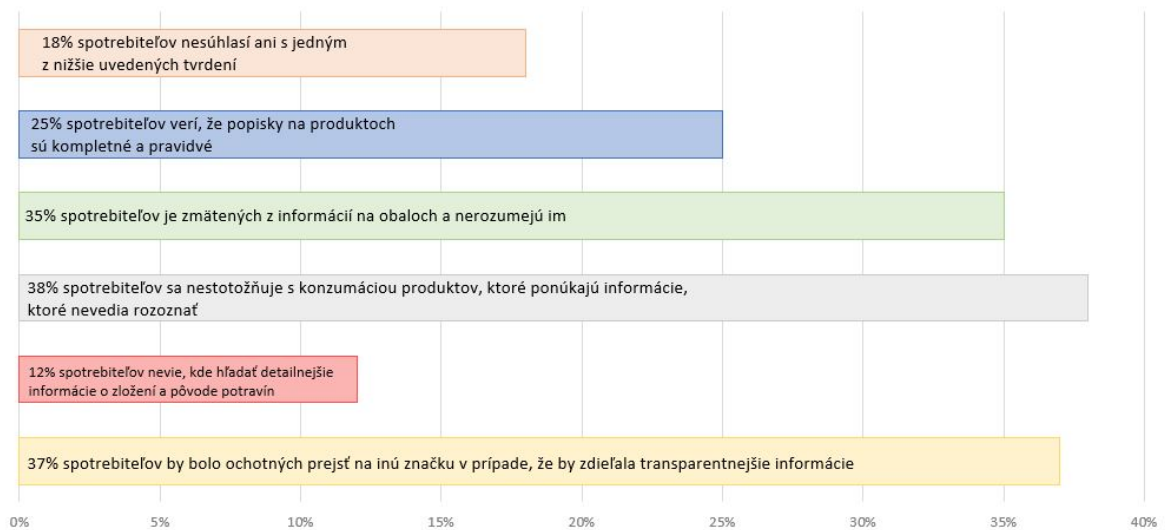 18% spotrebiteľov nesúhlasí ani s jedným
z nižšie uvedených tvrdení
25% spotrebiteľov verí, že popisky na produktoch
sú kompletné a pravidvé
35% spotrebiteľov je zmätených z informácií na obaloch a nerozumejú im
38% spotrebiteľov sa nestotožňuje s konzumáciou produktov, ktoré ponúkajú informácie,
ktoré nevedia rozoznať
12% spotrebiteľov nevie, kde hľadať detailnejšie
informácie o zložení a pôvode potravín
37% spotrebiteľov by bolo ochotných prejsť na inú značku v prípade, že by zdieľala transparentnejšie informácie
0% 5% 10% 15% 20% 25% 30% 35% 40%